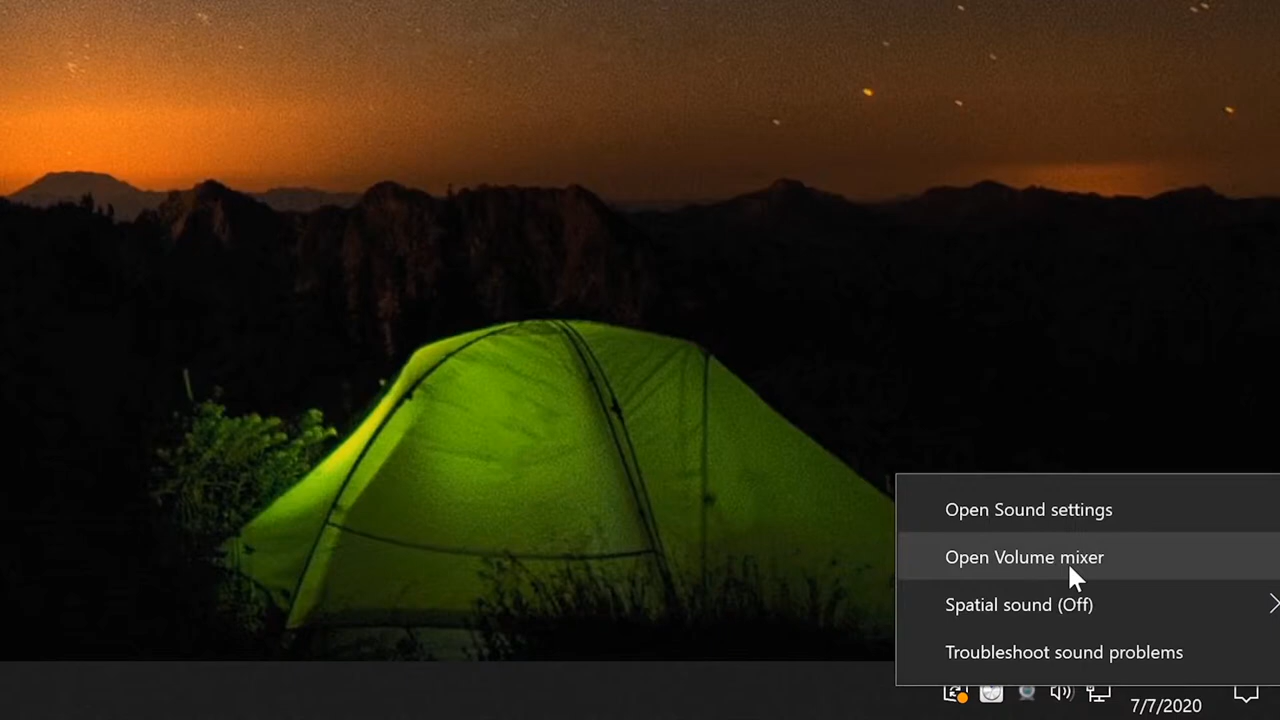 Open Sound settings
Open Volume mixer
Spatial sound (Off)
Troubleshoot sound problems
7/7/2020